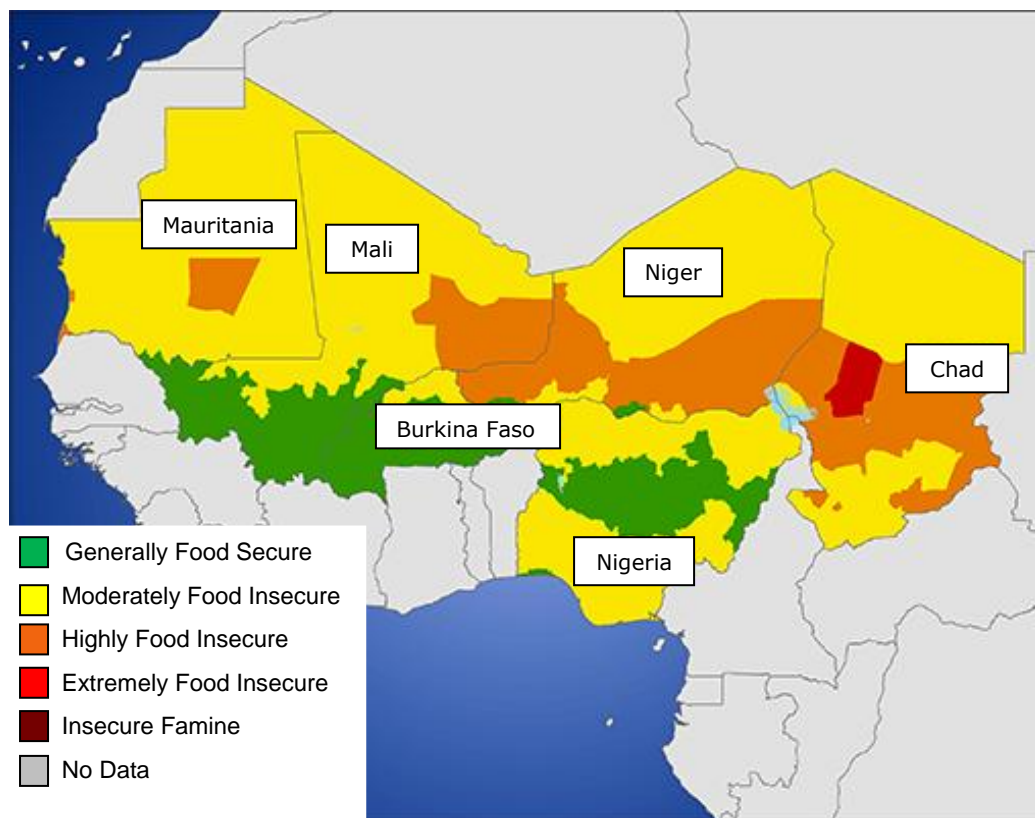 Mauritania
Mali
Niger
Chad
Burkina Faso
Nigeria
Generally Food Secure
Moderately Food Insecure
Highly Food Insecure
Extremely Food Insecure
Insecure Famine
No Data